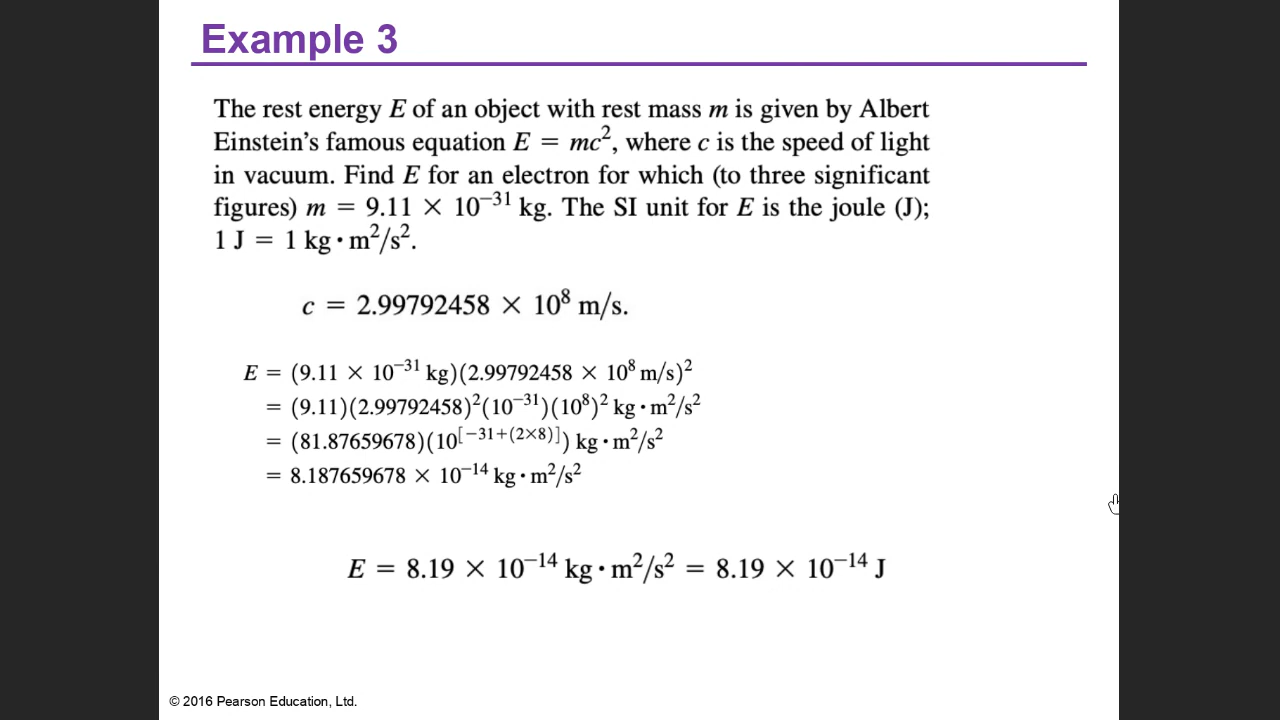 Example 3
The rest energy E of an object with rest mass m is given by Albert
Einstein's famous equation E = mc², where c is the speed of light
in vacuum. Find E for an electron for which (to three significant
figures) m = 9.11 × 10⁻³¹ kg. The SI unit for E is the joule (J);
1 J = 1 kg · m²/s².
c = 2.99792458 × 10⁸ m/s.
E = (9.11 × 10⁻³¹ kg)(2.99792458 × 10⁸ m/s)²
= (9.11)(2.99792458)²(10⁻³¹)(10⁸)² kg · m²/s²
= (81.87659678)(10^[−31+(2×8)]) kg · m²/s²
= 8.187659678 × 10⁻¹⁴ kg · m²/s²
E = 8.19 × 10⁻¹⁴ kg · m²/s² = 8.19 × 10⁻¹⁴ J
© 2016 Pearson Education, Ltd.